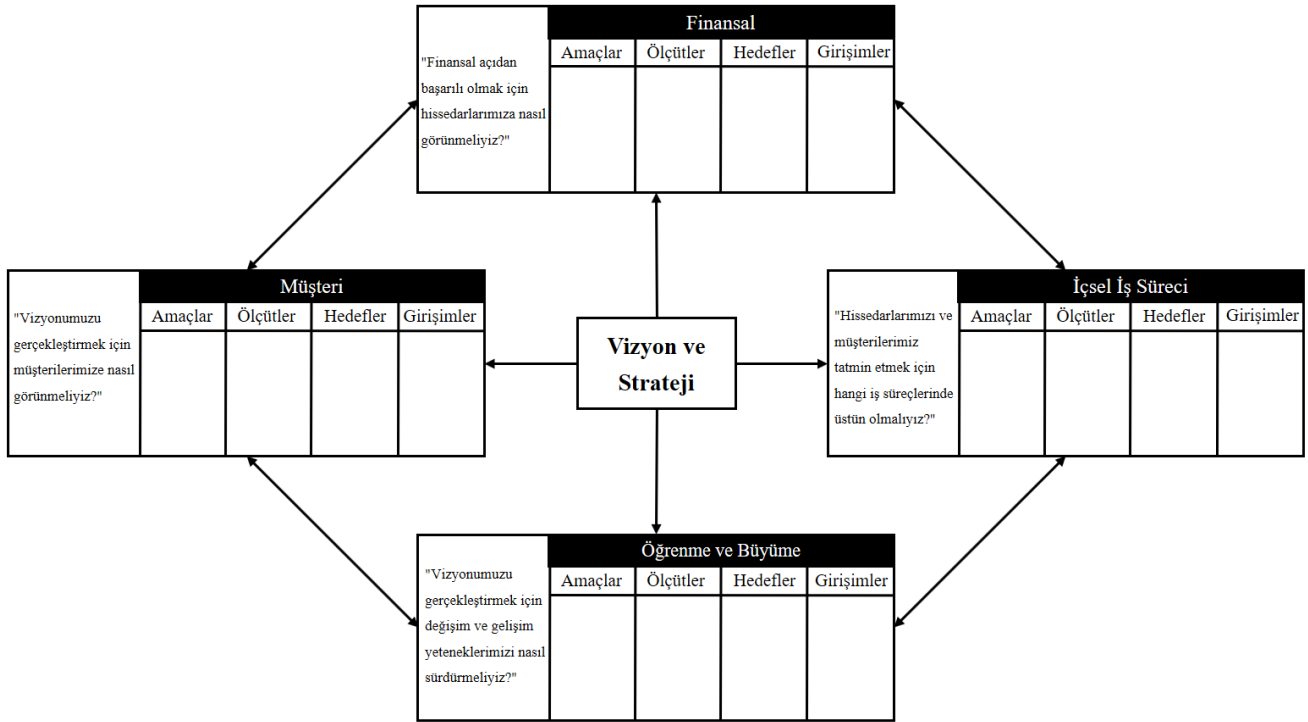 Finansal
"Finansal açıdan
başarılı olmak için
hissedarlarımıza nasıl
görünmeliyiz?"
Amaçlar
Ölçütler
Hedefler
Girişimler
Müşteri
"Vizyonumuzu
gerçekleştirmek için
müşterilerimize nasıl
görünmeliyiz?"
Amaçlar
Ölçütler
Hedefler
Girişimler
Vizyon ve
Strateji
İçsel İş Süreci
"Hissedarlarımızı ve
müşterilerimiz
tatmin etmek için
hangi iş süreçlerinde
üstün olmalıyız?"
Amaçlar
Ölçütler
Hedefler
Girişimler
Öğrenme ve Büyüme
"Vizyonumuzu
gerçekleştirmek için
değişim ve gelişim
yeteneklerimizi nasıl
sürdürmeliyiz?"
Amaçlar
Ölçütler
Hedefler
Girişimler